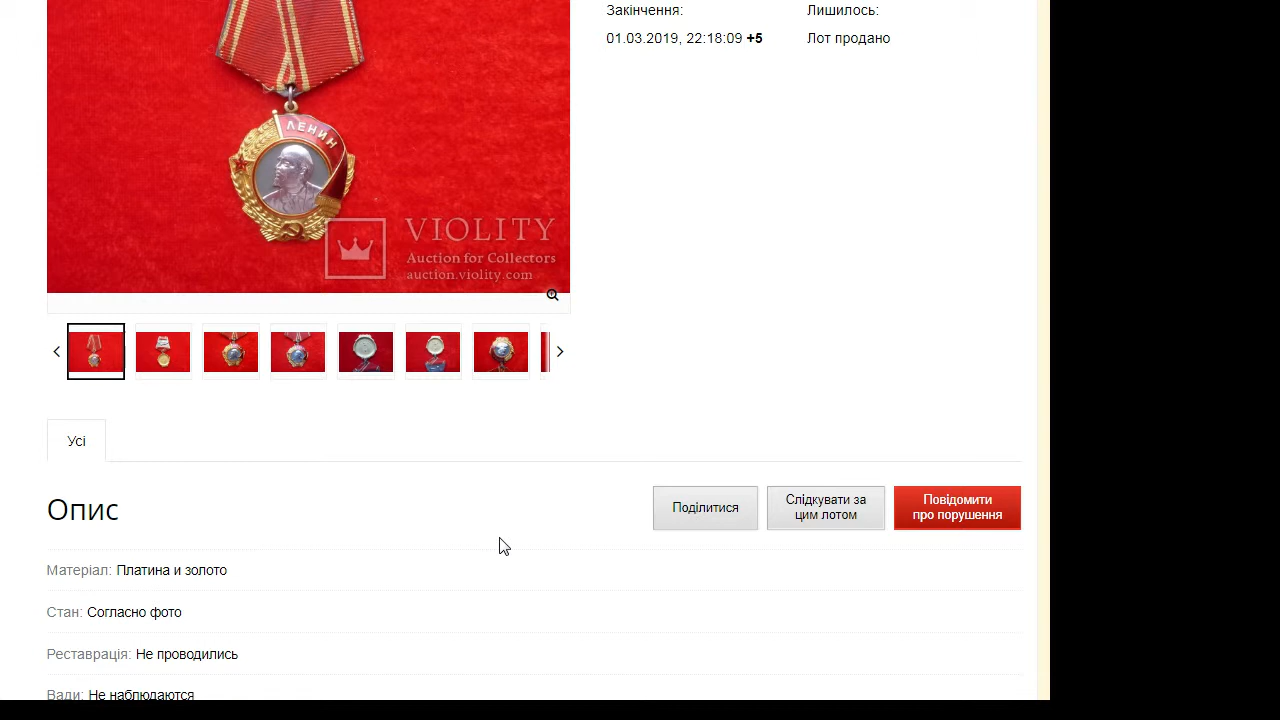 Закінчення:
Лишилось:
01.03.2019, 22:18:09 +5
Лот продано
ЛЕНИН
VIOLITY
Auction for Collectors
auction.violity.com
Усі
Опис
Поділитися
Слідкувати за
цим лотом
Повідомити
про порушення
Матеріал: Платина и золото
Стан: Согласно фото
Реставрація: Не проводились
Вади: Не наблюдаются